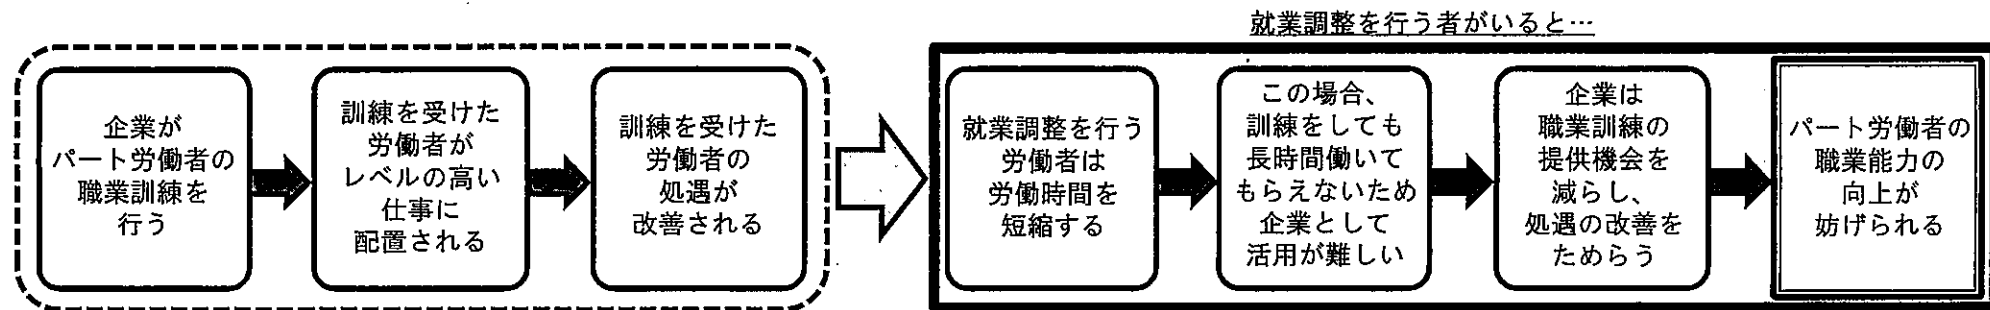 就業調整を行う者がいると…
企業が
パート労働者の
職業訓練を
行う
訓練を受けた
労働者が
レベルの高い
仕事に
配置される
訓練を受けた
労働者の
処遇が
改善される
就業調整を行う
労働者は
労働時間を
短縮する
この場合、
訓練をしても
長時間働いて
もらえないため
企業として
活用が難しい
企業は
職業訓練の
提供機会を
減らし、
処遇の改善を
ためらう
パート労働者の
職業能力の
向上が
妨げられる